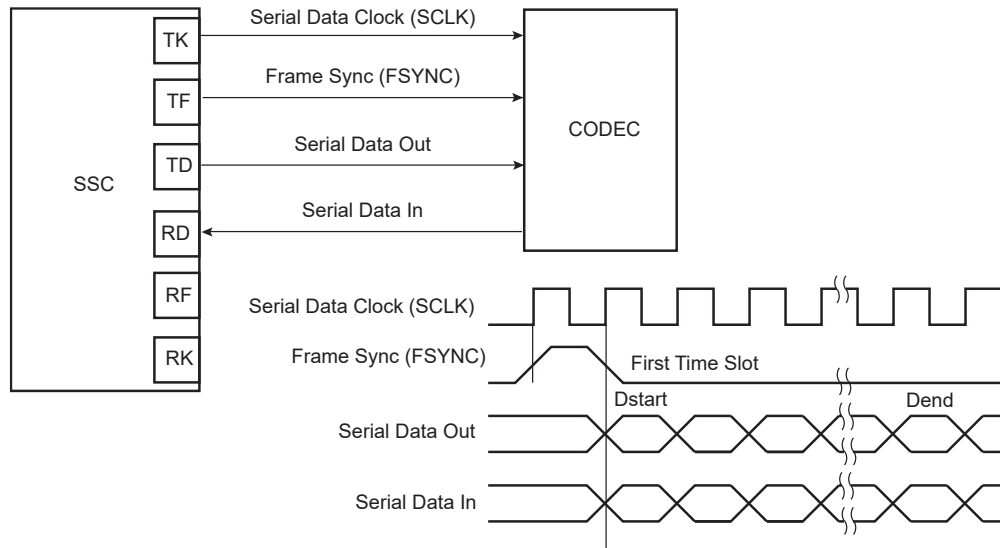 Serial Data Clock (SCLK)
TK
Frame Sync (FSYNC)
TF
CODEC
Serial Data Out
TD
SSC
Serial Data In
RD
RF
Serial Data Clock (SCLK)
RK
Frame Sync (FSYNC)
First Time Slot
Dstart
Dend
Serial Data Out
Serial Data In